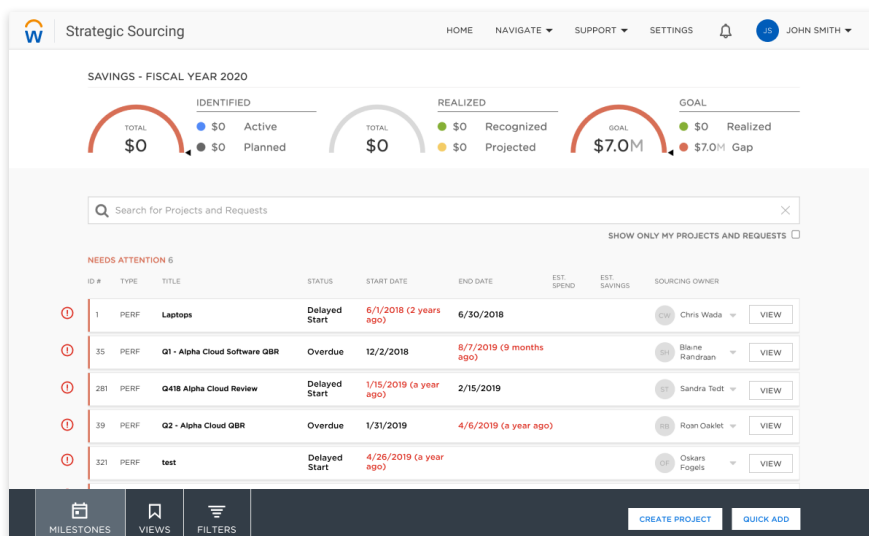 W Strategic Sourcing HOME NAVIGATE SUPPORT SETTINGS JS JOHN SMITH
SAVINGS - FISCAL YEAR 2020
IDENTIFIED REALIZED GOAL
TOTAL $0 Active TOTAL $0 Recognized GOAL $0 Realized
$0 $0 Planned $0 $0 Projected $7.0M $7.0M Gap
Search for Projects and Requests
SHOW ONLY MY PROJECTS AND REQUESTS
NEEDS ATTENTION 6
ID # TYPE TITLE STATUS START DATE END DATE EST. SPEND EST. SAVINGS SOURCING OWNER
1 PERF Laptops Delayed Start 6/1/2018 (2 years ago) 6/30/2018 CW Chris Wada VIEW
35 PERF Q1 - Alpha Cloud Software QBR Overdue 12/2/2018 8/7/2019 (9 months ago) SH Blaine Randraan VIEW
281 PERF Q418 Alpha Cloud Review Delayed Start 1/15/2019 (a year ago) 2/15/2019 ST Sandra Tedt VIEW
39 PERF Q2 - Alpha Cloud QBR Overdue 1/31/2019 4/6/2019 (a year ago) RB Roan Oaklet VIEW
321 PERF test Delayed Start 4/26/2019 (a year ago) OF Oskars Fogels VIEW
MILESTONES VIEWS FILTERS CREATE PROJECT QUICK ADD